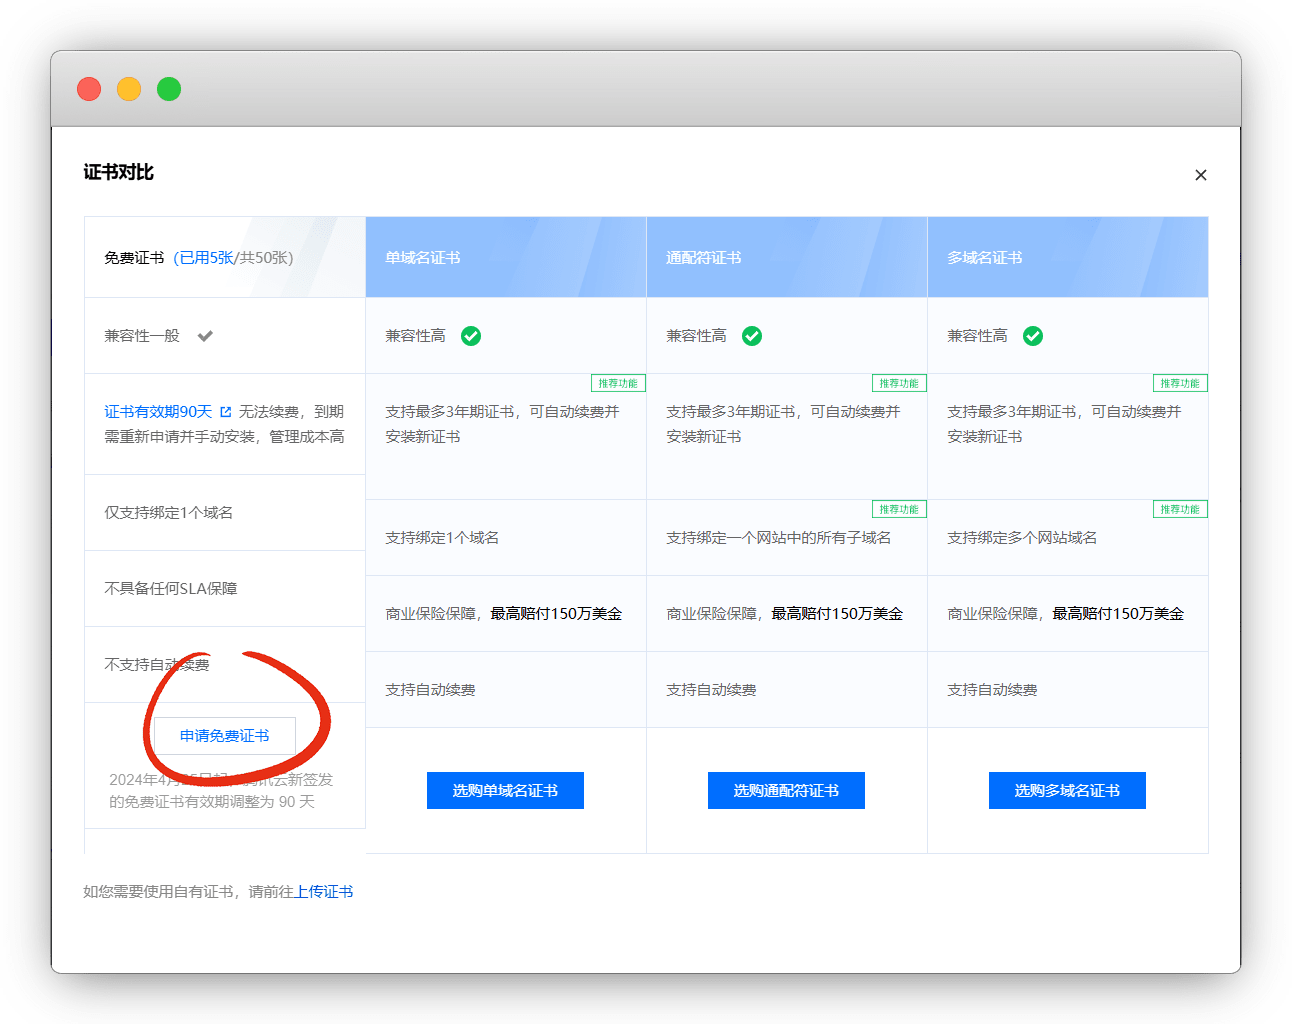 证书对比
免费证书（已用5张/共50张）
单域名证书
通配符证书
多域名证书
兼容性一般
兼容性高
兼容性高
兼容性高
证书有效期90天 无法续费，到期
需重新申请并手动安装，管理成本高
推荐功能
支持最多3年期证书，可自动续费并
安装新证书
推荐功能
支持最多3年期证书，可自动续费并
安装新证书
推荐功能
支持最多3年期证书，可自动续费并
安装新证书
仅支持绑定1个域名
支持绑定1个域名
推荐功能
支持绑定一个网站中的所有子域名
推荐功能
支持绑定多个网站域名
不具备任何SLA保障
商业保险保障，最高赔付150万美金
商业保险保障，最高赔付150万美金
商业保险保障，最高赔付150万美金
不支持自动续费
支持自动续费
支持自动续费
支持自动续费
申请免费证书
2024年4月25日起，腾讯云新签发
的免费证书有效期调整为 90 天
选购单域名证书
选购通配符证书
选购多域名证书
如您需要使用自有证书，请前往上传证书